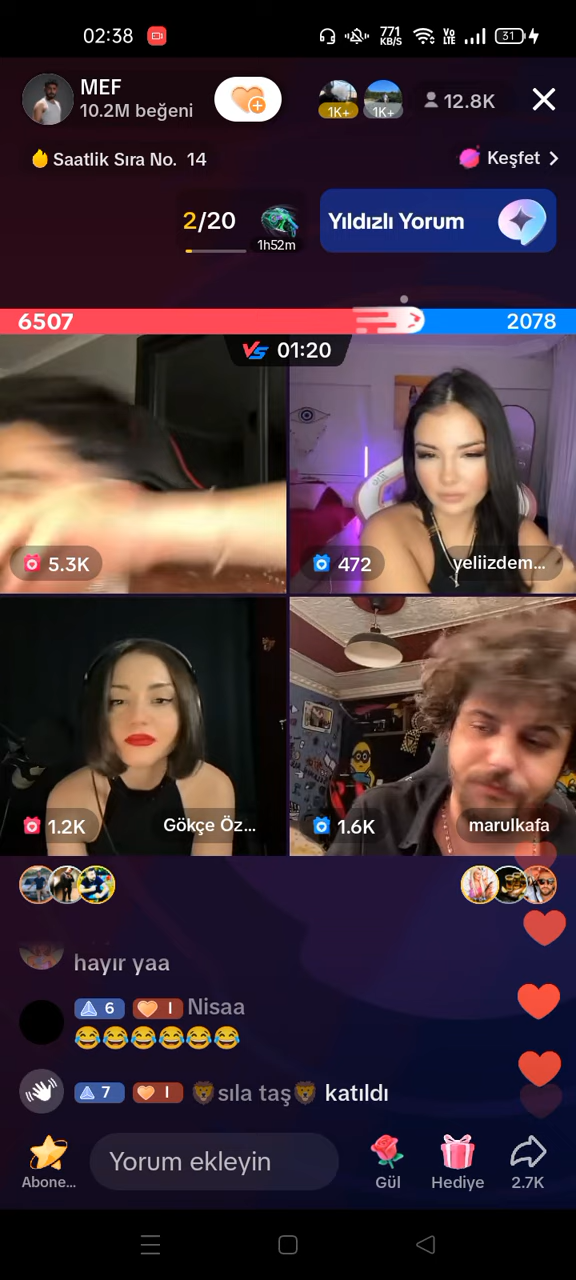 02:38
771 KB/S
Vo LTE
31
MEF
10.2M beğeni
1K+
1K+
12.8K
Saatlik Sıra No. 14
Keşfet
2/20
1h52m
Yıldızlı Yorum
6507
2078
VS 01:20
5.3K
472
yeliizdem...
1.2K
Gökçe Öz...
1.6K
marulkafa
hayır yaa
6
I
Nisaa
😂😂😂😂😂😂
7
I
🦁sıla taş🦁 katıldı
Abone...
Yorum ekleyin
Gül
Hediye
2.7K